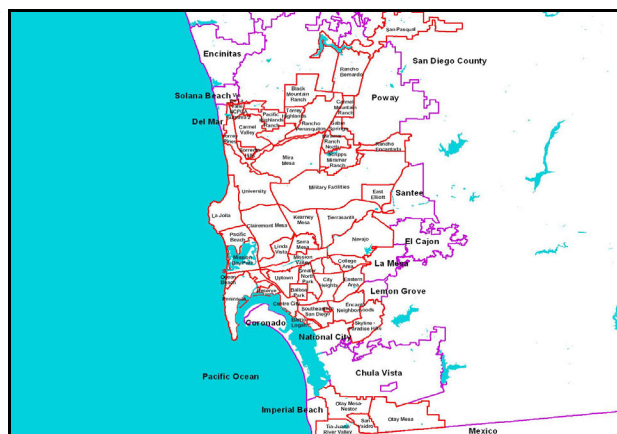 San Pasqual
Encinitas
San Diego County
Rancho
Bernardo
Black
Mountain
Ranch
Solana Beach
Via
Poway
Carmel
Mountain
Ranch
Del Mar
Pacific
Highlands
Ranch
Torrey
Highlands
Rancho
Penasquitos
Sabre
Springs
Carmel
Valley
Torrey
Pines
Miramar
Ranch
North
Rancho
Encantada
Scripps
Miramar
Ranch
Mira
Mesa
University
Military Facilities
East
Elliott
Santee
La Jolla
Clairemont Mesa
Kearney
Mesa
Tierrasanta
Pacific
Beach
Linda
Vista
Serra
Mesa
Navajo
El Cajon
Mission
Bay Park
Mission
Valley
College
Area
La Mesa
Ocean
Beach
Uptown
Greater
North
Park
City
Heights
Eastern
Area
Lemon Grove
Peninsula
Balboa
Park
Centre City
Southeastern
San Diego
Encanto
Neighborhoods
Coronado
Barrio
Logan
Skyline -
Paradise Hills
National City
Pacific Ocean
Chula Vista
Imperial Beach
Otay Mesa-
Nestor
Otay Mesa
San
Ysidro
Tia Juana
River Valley
Mexico